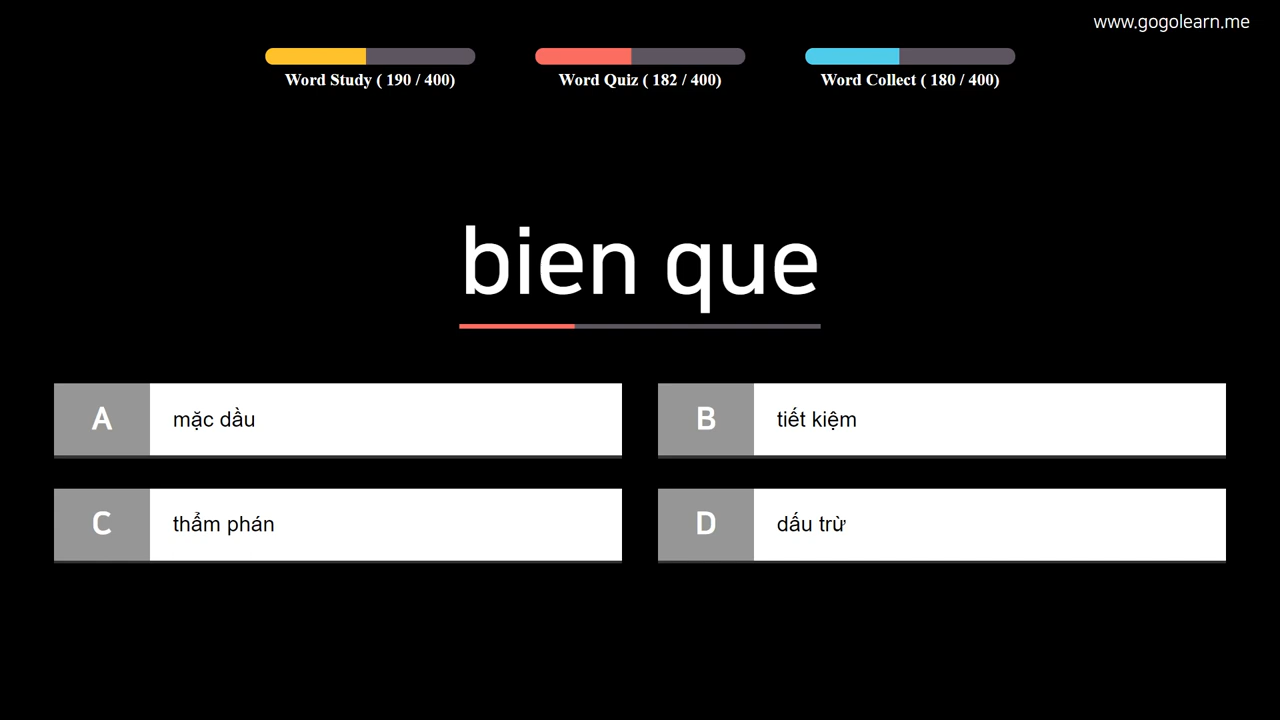 www.gogolearn.me
Word Study ( 190 / 400)
Word Quiz ( 182 / 400)
Word Collect ( 180 / 400)
bien que
A mặc dầu
B tiết kiệm
C thẩm phán
D dấu trừ